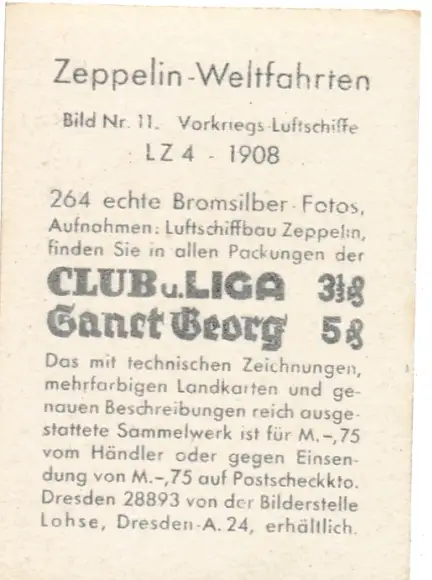 Zeppelin-Weltfahrten
Bild Nr. 11. Vorkriegs-Luftschiffe
LZ 4 - 1908
264 echte Bromsilber-Fotos,
Aufnahmen: Luftschiffbau Zeppelin,
finden Sie in allen Packungen der
CLUB u. LIGA 3⅓ ₰
Sanct Georg 5 ₰
Das mit technischen Zeichnungen,
mehrfarbigen Landkarten und ge-
nauen Beschreibungen reich ausge-
stattete Sammelwerk ist für M.-,75
vom Händler oder gegen Einsen-
dung von M.-,75 auf Postscheckkto.
Dresden 28893 von der Bilderstelle
Lohse, Dresden-A. 24, erhältlich.